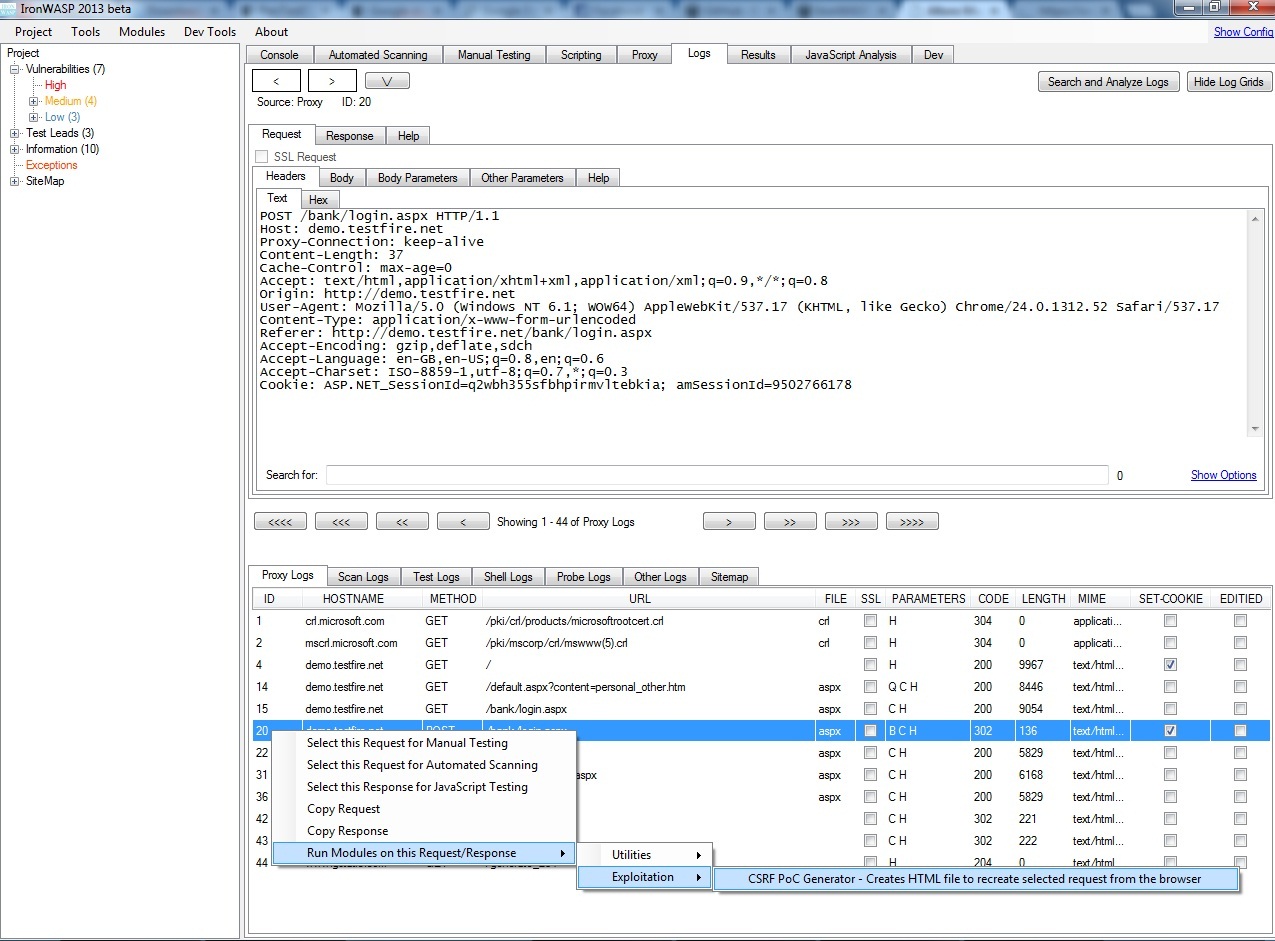 IronWASP 2013 beta
Project Tools Modules Dev Tools About
Show Config
Project
Vulnerabilities (7)
High
Medium (4)
Low (3)
Test Leads (3)
Information (10)
Exceptions
SiteMap
Console Automated Scanning Manual Testing Scripting Proxy Logs Results JavaScript Analysis Dev
< > \/ Search and Analyze Logs Hide Log Grids
Source: Proxy ID: 20
Request Response Help
SSL Request
Headers Body Body Parameters Other Parameters Help
Text Hex
POST /bank/login.aspx HTTP/1.1
Host: demo.testfire.net
Proxy-Connection: keep-alive
Content-Length: 37
Cache-Control: max-age=0
Accept: text/html,application/xhtml+xml,application/xml;q=0.9,*/*;q=0.8
Origin: http://demo.testfire.net
User-Agent: Mozilla/5.0 (Windows NT 6.1; WOW64) AppleWebKit/537.17 (KHTML, like Gecko) Chrome/24.0.1312.52 Safari/537.17
Content-Type: application/x-www-form-urlencoded
Referer: http://demo.testfire.net/bank/login.aspx
Accept-Encoding: gzip,deflate,sdch
Accept-Language: en-GB,en-US;q=0.8,en;q=0.6
Accept-Charset: ISO-8859-1,utf-8;q=0.7,*;q=0.3
Cookie: ASP.NET_SessionId=q2wbh355sfbhpirmvltebkia; amSessionId=9502766178
Search for: 0 Show Options
<<<< <<< << < Showing 1 - 44 of Proxy Logs > >> >>> >>>>
Proxy Logs Scan Logs Test Logs Shell Logs Probe Logs Other Logs Sitemap
ID HOSTNAME METHOD URL FILE SSL PARAMETERS CODE LENGTH MIME SET-COOKIE EDITIED
1 crl.microsoft.com GET /pki/crl/products/microsoftrootcert.crl crl H 304 0 applicati...
2 mscrl.microsoft.com GET /pki/mscorp/crl/mswww(5).crl crl H 304 0 applicati...
4 demo.testfire.net GET / H 200 9967 text/html...
14 demo.testfire.net GET /default.aspx?content=personal_other.htm aspx Q C H 200 8446 text/html...
15 demo.testfire.net GET /bank/login.aspx aspx C H 200 9054 text/html...
20 demo.testfire.net POST /bank/login.aspx aspx B C H 302 136 text/html...
22 aspx C H 200 5829 text/html...
31 aspx aspx C H 200 6168 text/html...
36 aspx C H 200 5829 text/html...
42 C H 302 221 text/html...
43 C H 302 222 text/html...
44 H 204 0 text/html...
Select this Request for Manual Testing
Select this Request for Automated Scanning
Select this Response for JavaScript Testing
Copy Request
Copy Response
Run Modules on this Request/Response
Utilities
Exploitation
CSRF PoC Generator - Creates HTML file to recreate selected request from the browser